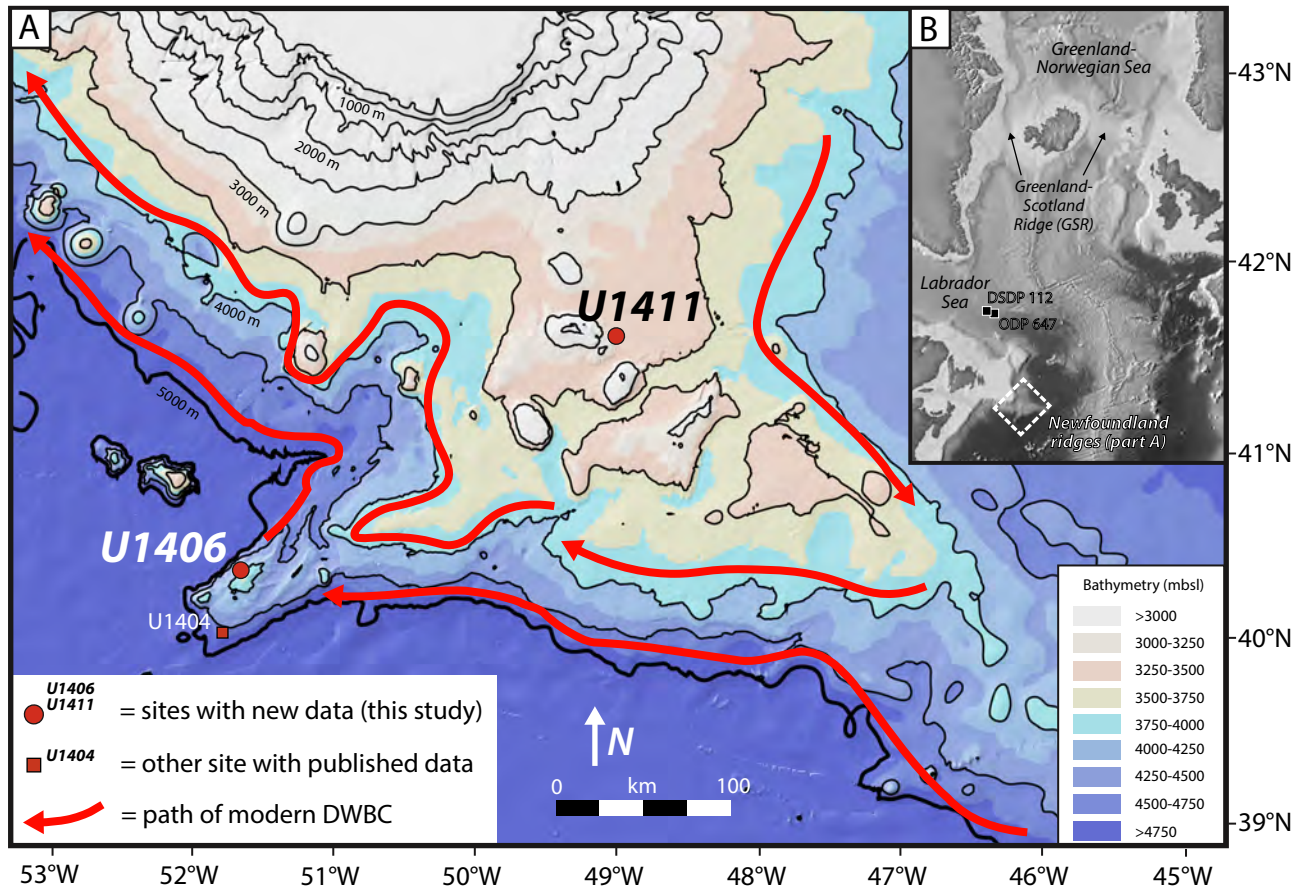 A
1000 m
2000 m
3000 m
4000 m
5000 m
U1411
U1406
U1404
B
Greenland-
Norwegian Sea
Greenland-
Scotland
Ridge (GSR)
Labrador
Sea
DSDP 112
ODP 647
Newfoundland
ridges (part A)
43°N
42°N
41°N
40°N
39°N
Bathymetry (mbsl)
>3000
3000-3250
3250-3500
3500-3750
3750-4000
4000-4250
4250-4500
4500-4750
>4750
U1406
U1411
= sites with new data (this study)
U1404
= other site with published data
= path of modern DWBC
N
0 km 100
53°W 52°W 51°W 50°W 49°W 48°W 47°W 46°W 45°W